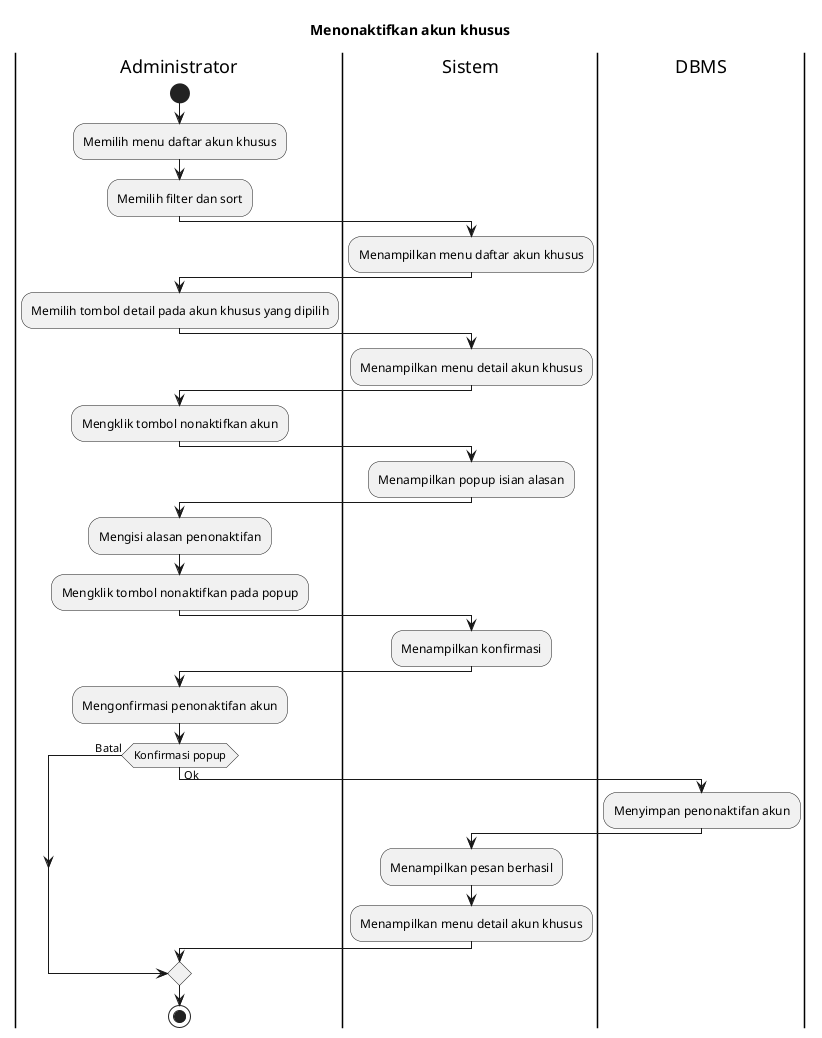 Menonaktifkan akun khusus
Administrator
Sistem
DBMS
Memilih menu daftar akun khusus
Memilih filter dan sort
Menampilkan menu daftar akun khusus
Memilih tombol detail pada akun khusus yang dipilih
Menampilkan menu detail akun khusus
Mengklik tombol nonaktifkan akun
Menampilkan popup isian alasan
Mengisi alasan penonaktifan
Mengklik tombol nonaktifkan pada popup
Menampilkan konfirmasi
Mengonfirmasi penonaktifan akun
Batal
Konfirmasi popup
Ok
Menyimpan penonaktifan akun
Menampilkan pesan berhasil
Menampilkan menu detail akun khusus